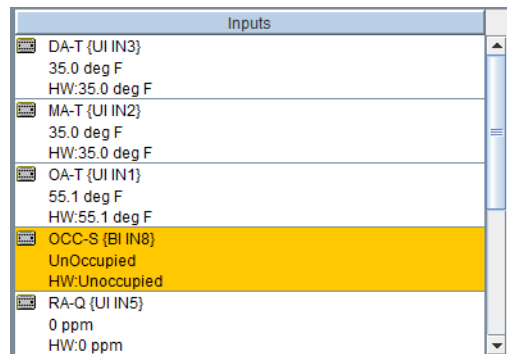 Inputs
DA-T {UI IN3}
35.0 deg F
HW:35.0 deg F
MA-T {UI IN2}
35.0 deg F
HW:35.0 deg F
OA-T {UI IN1}
55.1 deg F
HW:55.1 deg F
OCC-S {BI IN8}
UnOccupied
HW:Unoccupied
RA-Q {UI IN5}
0 ppm
HW:0 ppm